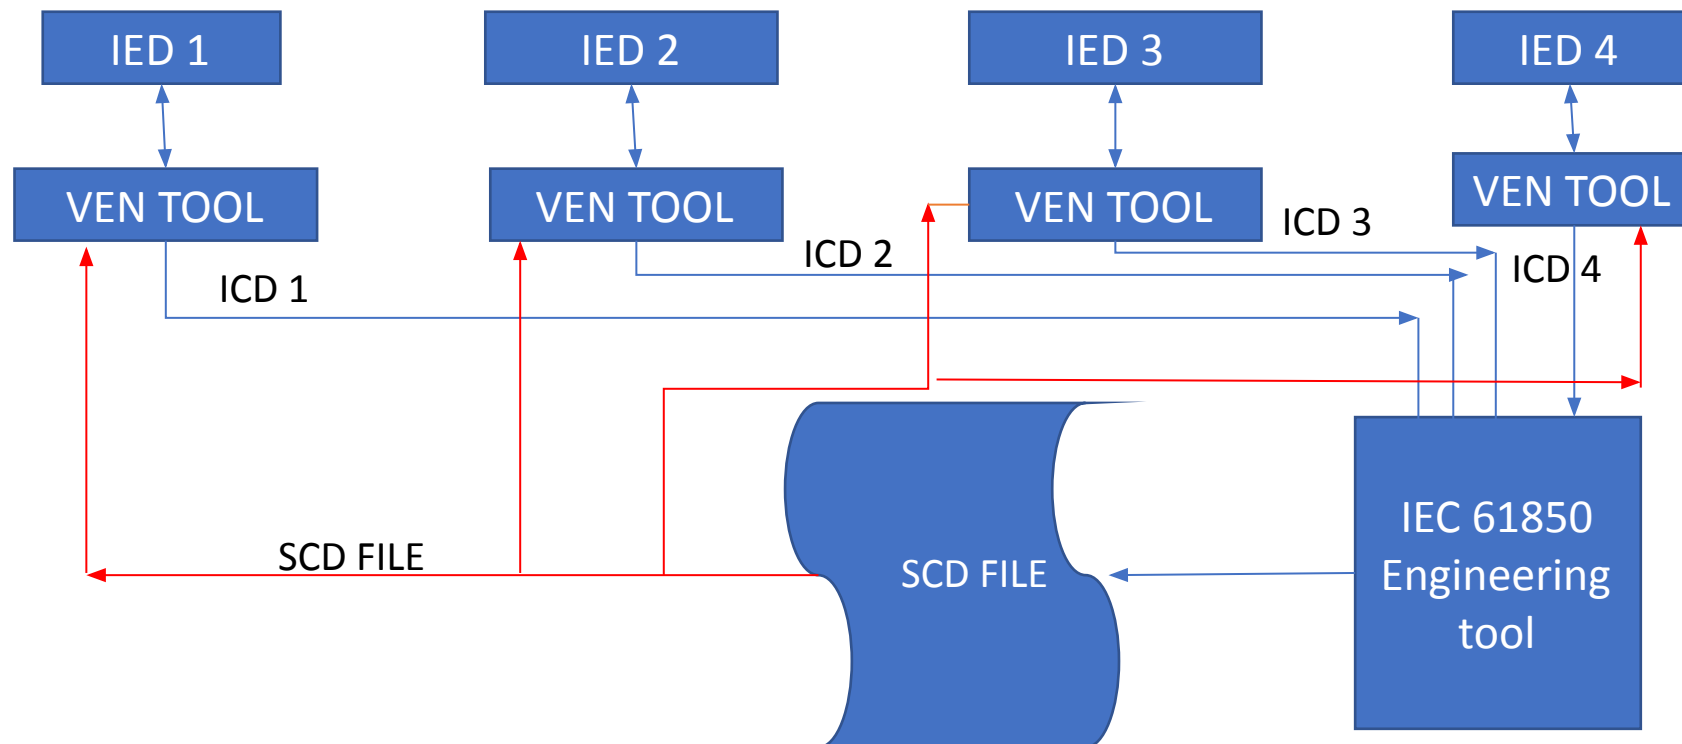 IED 1
IED 2
IED 3
IED 4
VEN TOOL
VEN TOOL
VEN TOOL
VEN TOOL
ICD 1
ICD 2
ICD 3
ICD 4
SCD FILE
SCD FILE
IEC 61850
Engineering
tool